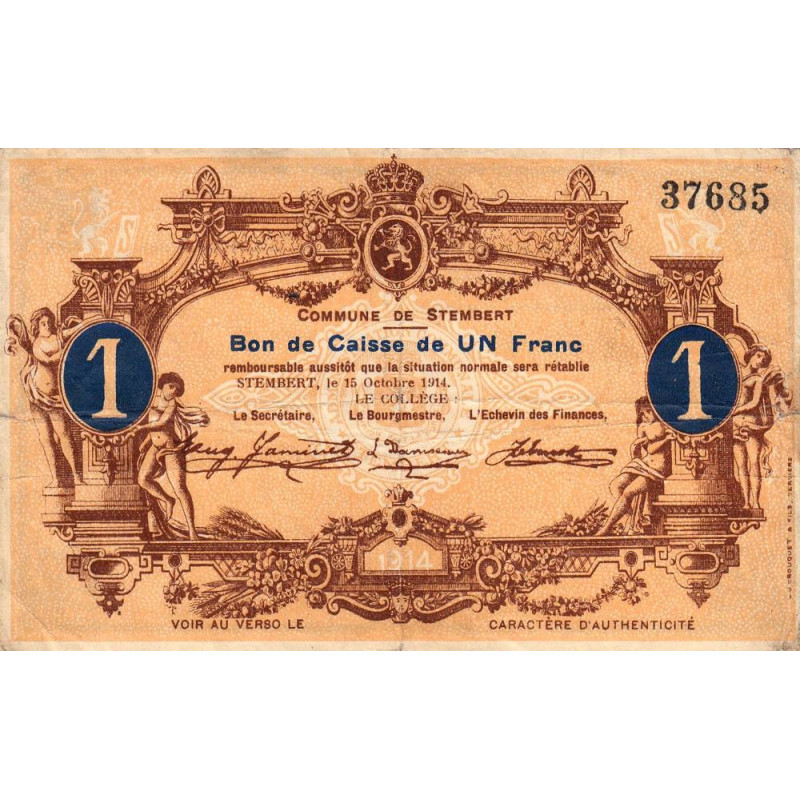 37685
COMMUNE DE STEMBERT
Bon de Caisse de UN Franc
remboursable aussitôt que la situation normale sera rétablie
STEMBERT, le 15 Octobre 1914.
LE COLLÈGE :
Le Secrétaire, Le Bourgmestre, L'Echevin des Finances,
1 1
1914
VOIR AU VERSO LE CARACTÈRE D'AUTHENTICITÉ